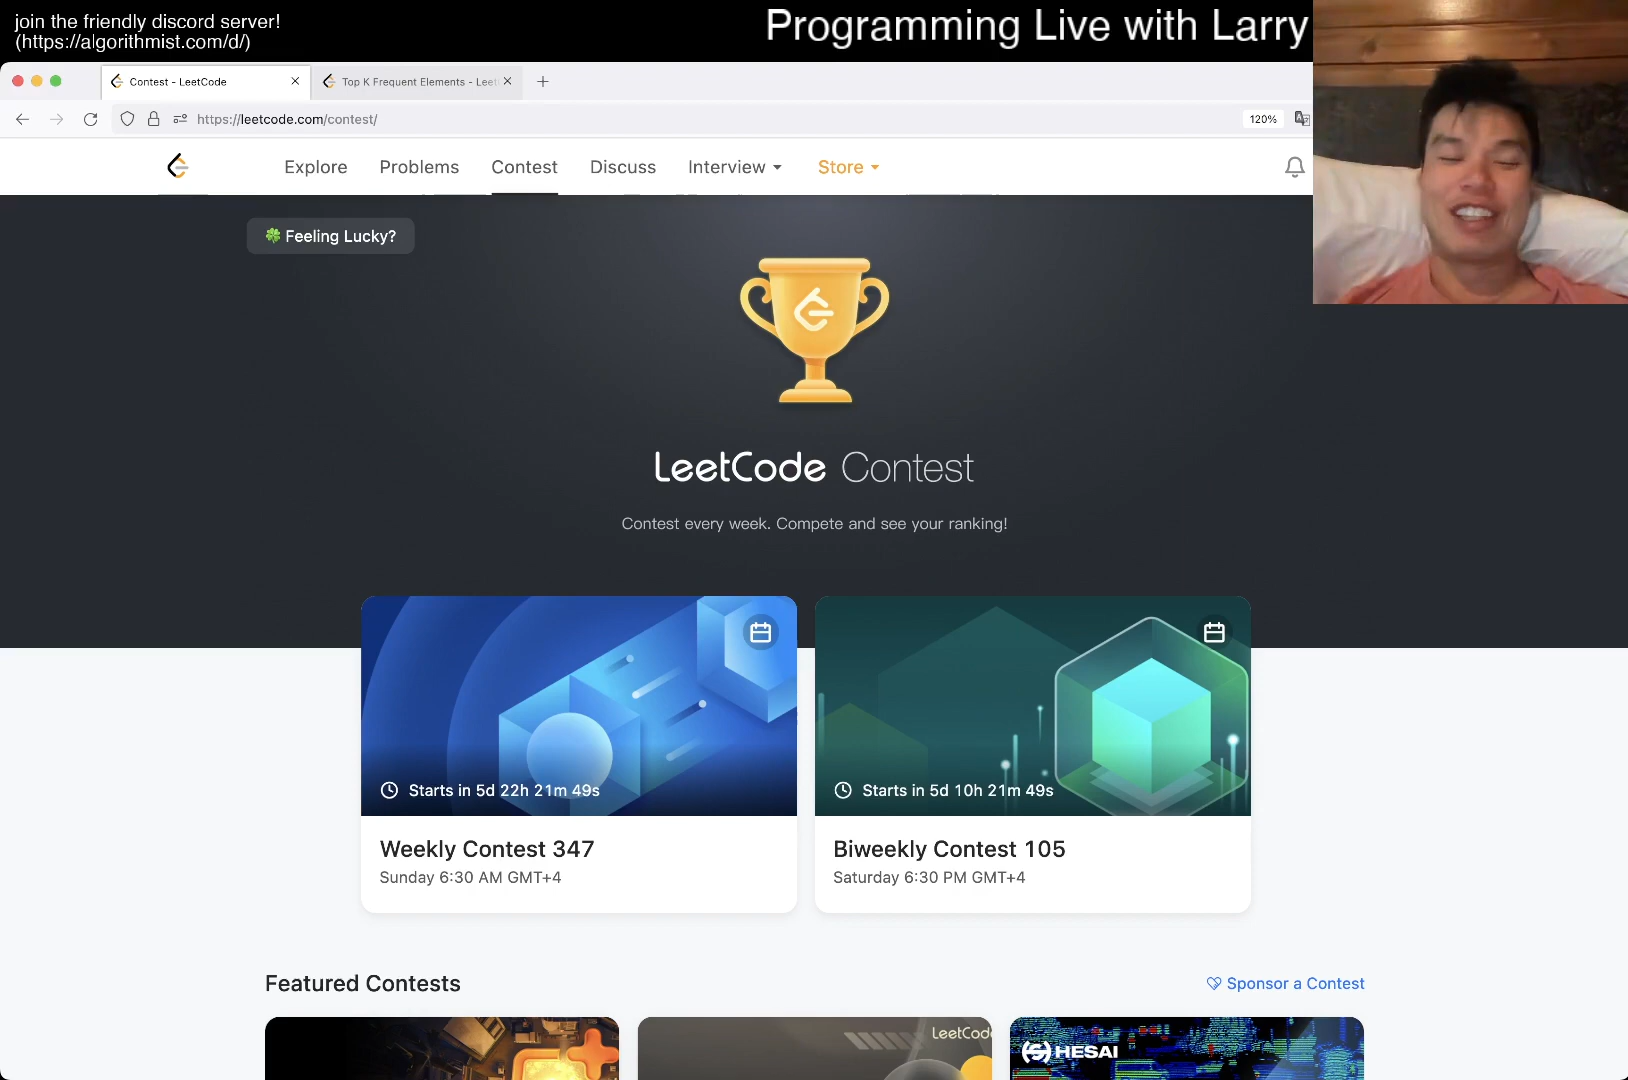 join the friendly discord server!
(https://algorithmist.com/d/)
Programming Live with Larry
Contest - LeetCode
Top K Frequent Elements - Leet
https://leetcode.com/contest/
120%
Explore Problems Contest Discuss Interview Store
🍀 Feeling Lucky?
LeetCode Contest
Contest every week. Compete and see your ranking!
Starts in 5d 22h 21m 49s
Weekly Contest 347
Sunday 6:30 AM GMT+4
Starts in 5d 10h 21m 49s
Biweekly Contest 105
Saturday 6:30 PM GMT+4
Featured Contests
Sponsor a Contest
LeetCode
HESAI